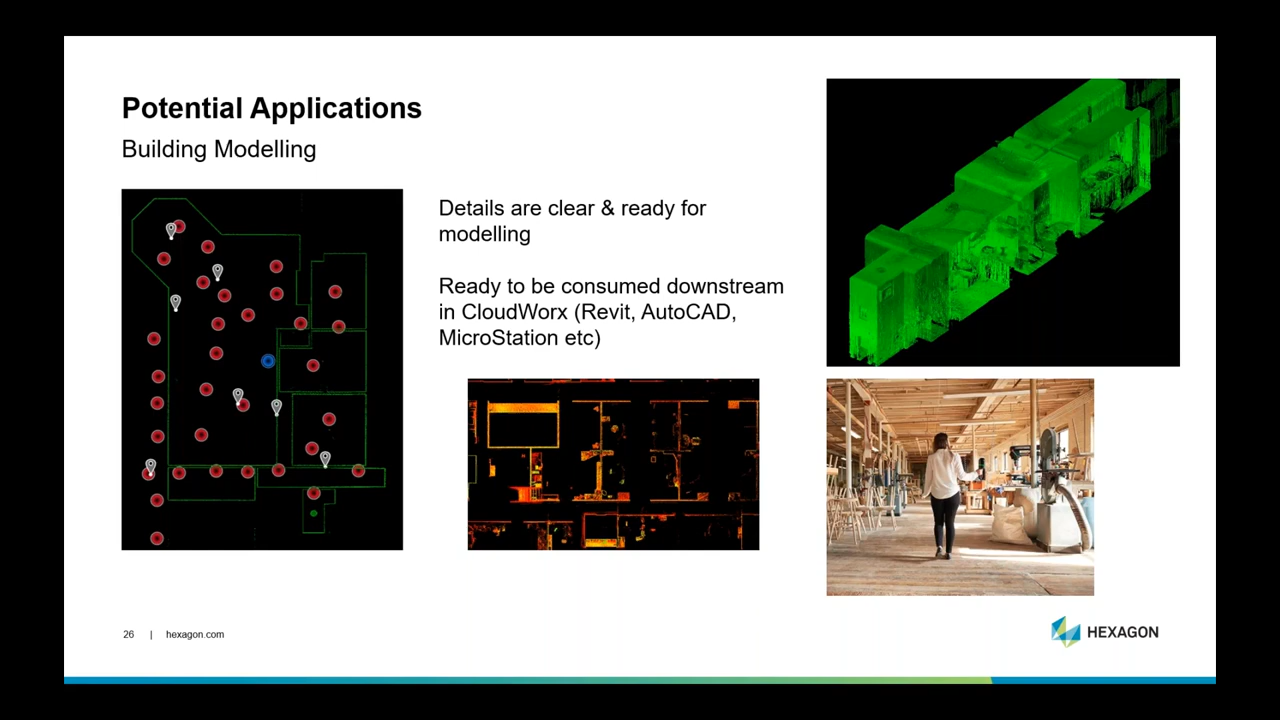 Potential Applications
Building Modelling
Details are clear & ready for
modelling
Ready to be consumed downstream
in CloudWorx (Revit, AutoCAD,
MicroStation etc)
26 | hexagon.com
HEXAGON